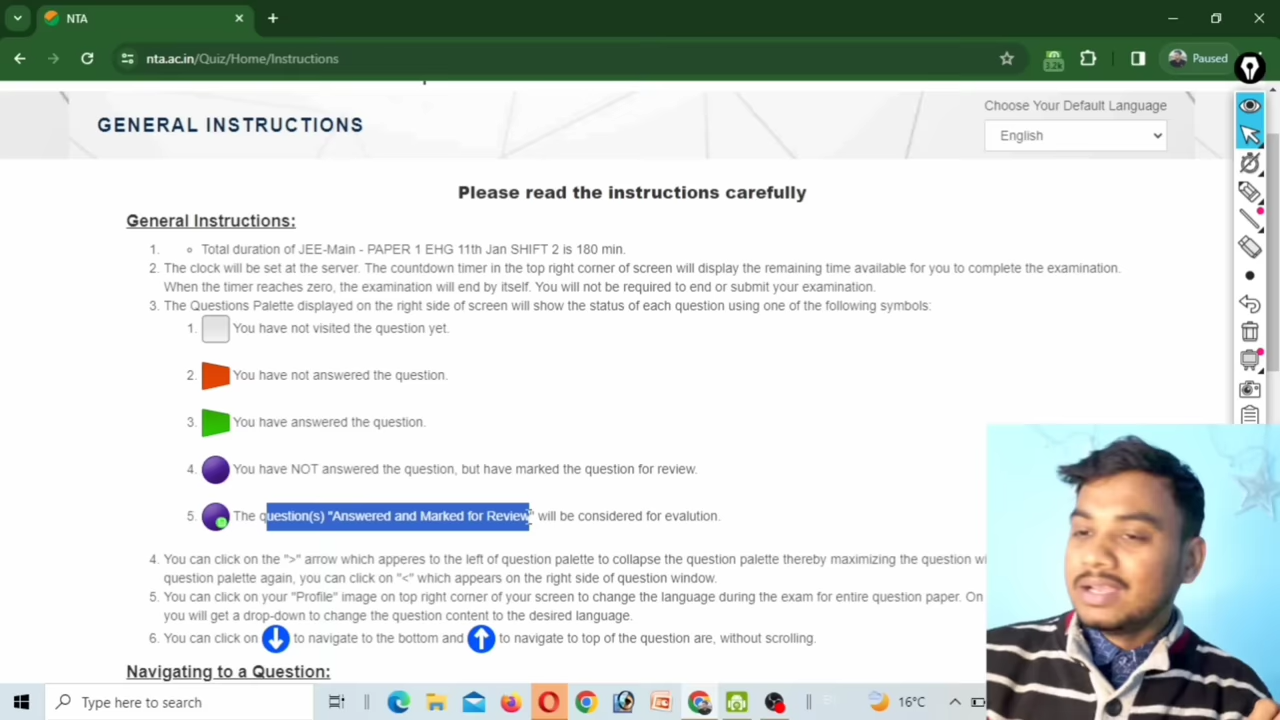 NTA
nta.ac.in/Quiz/Home/Instructions
3.2k
Paused
GENERAL INSTRUCTIONS
Choose Your Default Language
English
Please read the instructions carefully
General Instructions:
1. Total duration of JEE-Main - PAPER 1 EHG 11th Jan SHIFT 2 is 180 min.
2. The clock will be set at the server. The countdown timer in the top right corner of screen will display the remaining time available for you to complete the examination.
When the timer reaches zero, the examination will end by itself. You will not be required to end or submit your examination.
3. The Questions Palette displayed on the right side of screen will show the status of each question using one of the following symbols:
1. You have not visited the question yet.
2. You have not answered the question.
3. You have answered the question.
4. You have NOT answered the question, but have marked the question for review.
5. The question(s) "Answered and Marked for Review" will be considered for evalution.
4. You can click on the ">" arrow which apperes to the left of question palette to collapse the question palette thereby maximizing the question
question palette again, you can click on "<" which appears on the right side of question window.
5. You can click on your "Profile" image on top right corner of your screen to change the language during the exam for entire question paper. On
you will get a drop-down to change the question content to the desired language.
6. You can click on to navigate to the bottom and to navigate to top of the question are, without scrolling.
Navigating to a Question:
Type here to search
16°C